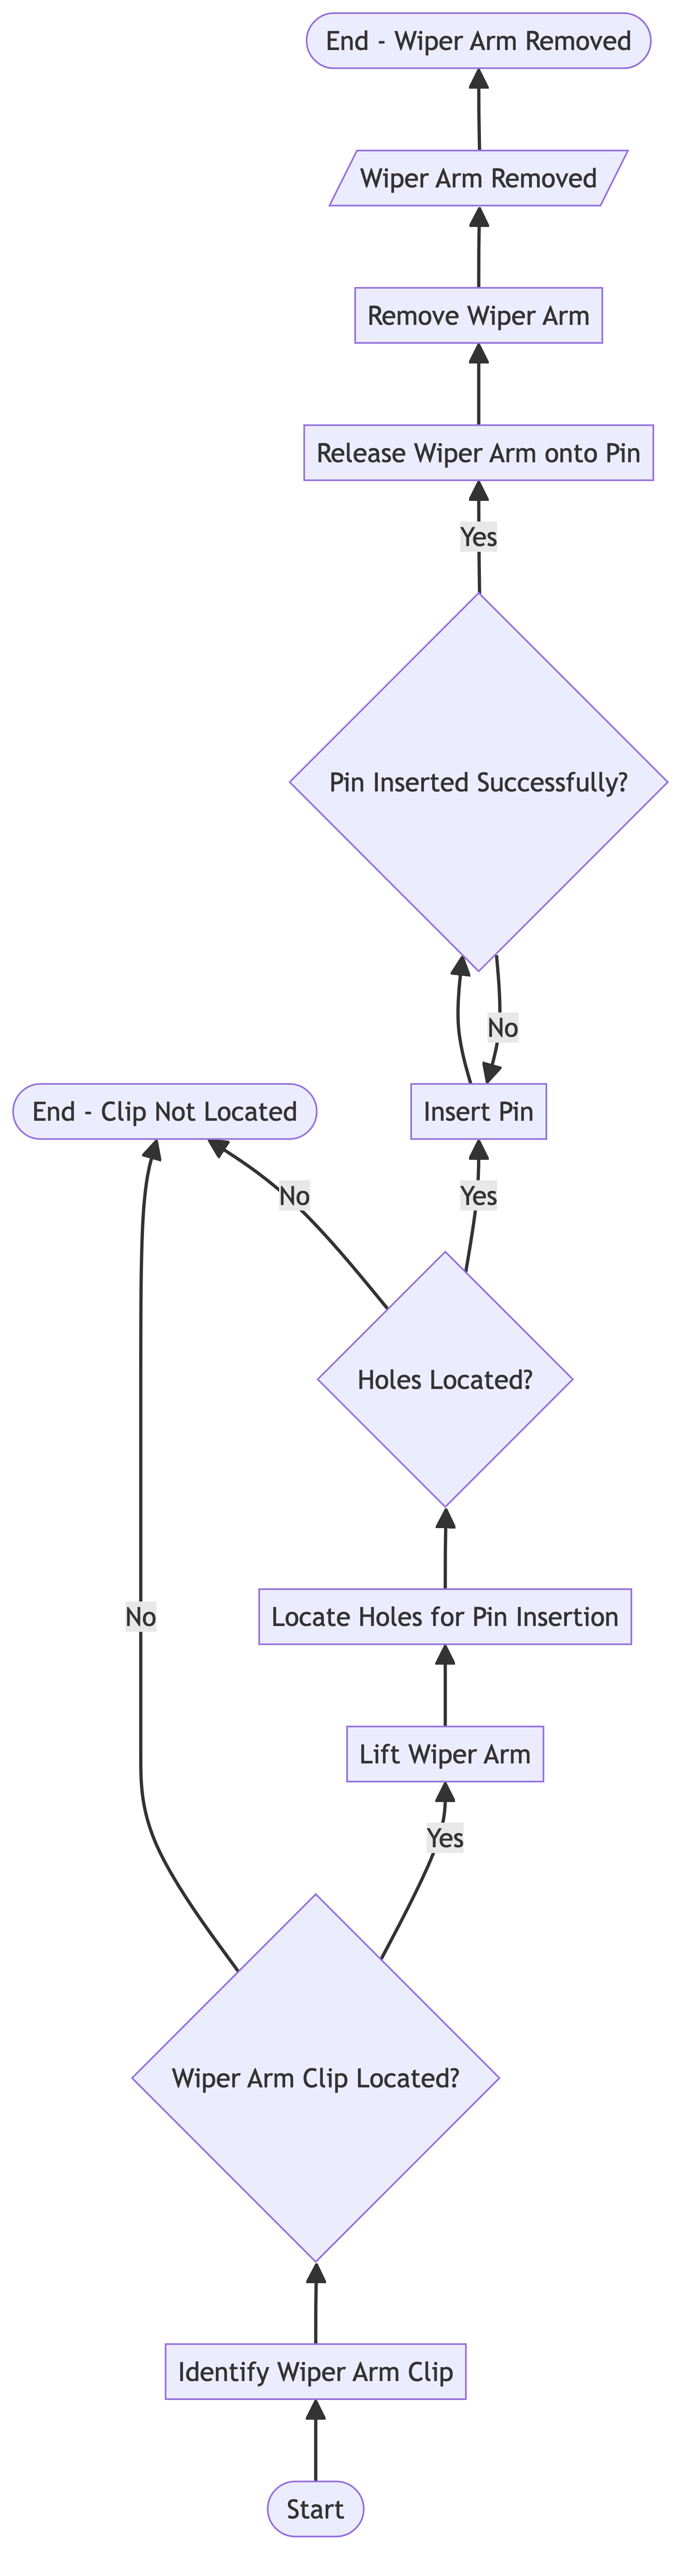 End - Wiper Arm Removed
Wiper Arm Removed
Remove Wiper Arm
Release Wiper Arm onto Pin
Yes
Pin Inserted Successfully?
No
End - Clip Not Located
Insert Pin
No
Yes
Holes Located?
Locate Holes for Pin Insertion
No
Lift Wiper Arm
Yes
Wiper Arm Clip Located?
Identify Wiper Arm Clip
Start